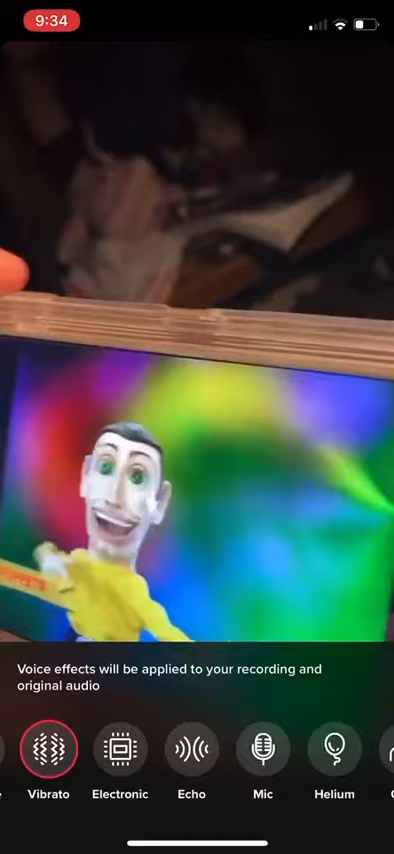 9:34
Voice effects will be applied to your recording and
original audio
Vibrato
Electronic
Echo
Mic
Helium